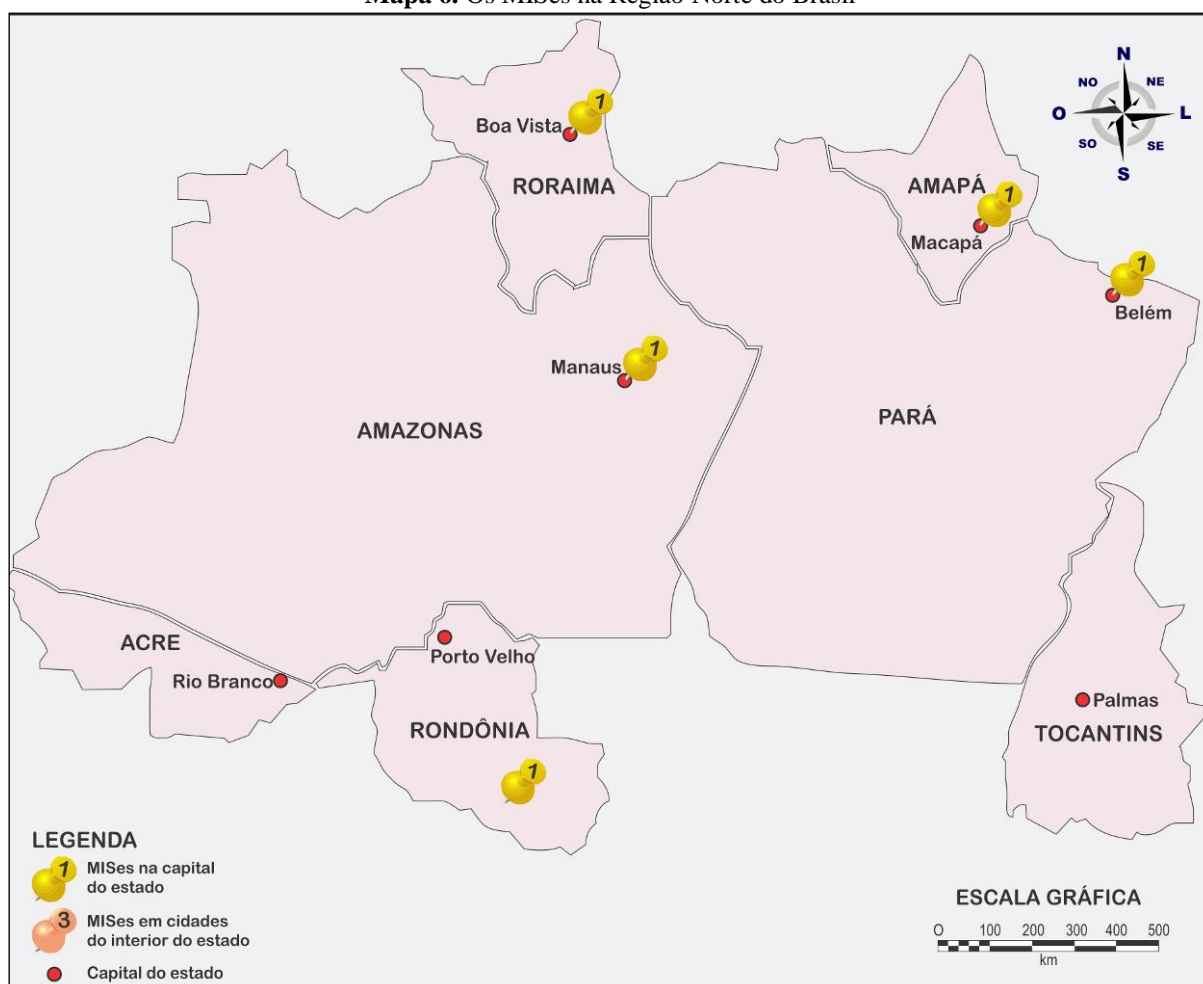 Mapa 6. Os MISes na Região Norte do Brasil
N
NO
NE
O
L
SO
SE
S
1
Boa Vista
RORAIMA
AMAPÁ
1
Macapá
1
Belém
1
Manaus
AMAZONAS
PARÁ
ACRE
Rio Branco
Porto Velho
RONDÔNIA
1
Palmas
TOCANTINS
LEGENDA
1
MISes na capital
do estado
3
MISes em cidades
do interior do estado
Capital do estado
ESCALA GRÁFICA
O 100 200 300 400 500
km